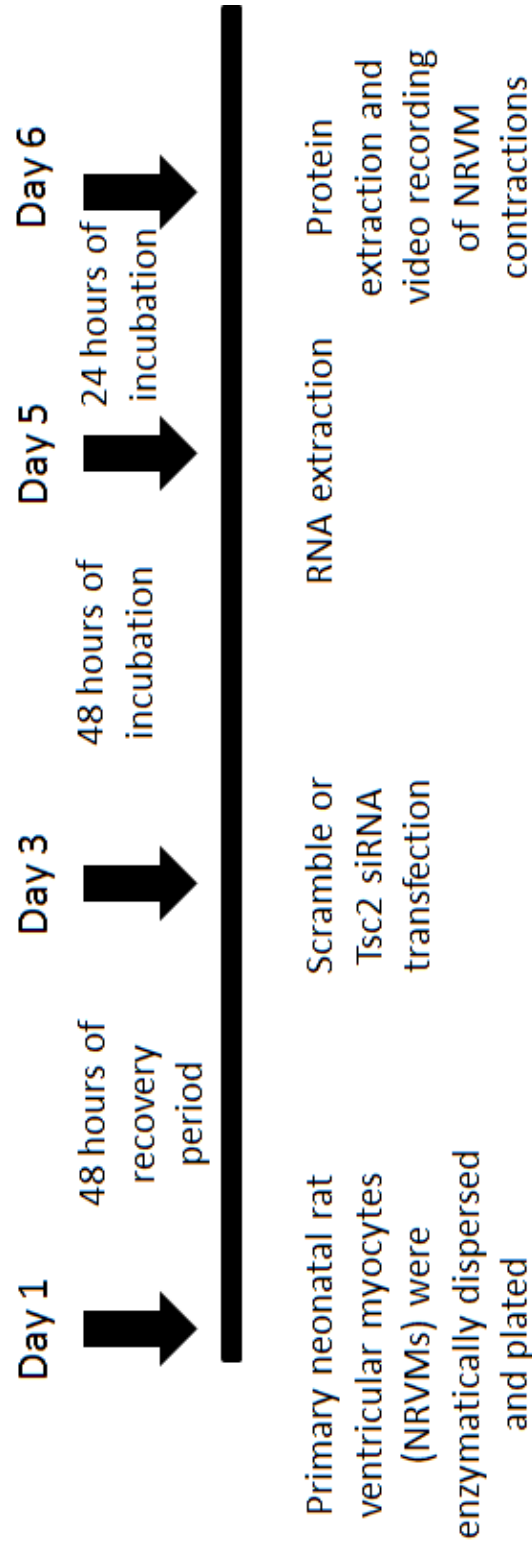 Day 1
48 hours of
recovery
period
Day 3
48 hours of
incubation
Day 5
24 hours of
incubation
Day 6
Primary neonatal rat
ventricular myocytes
(NRVMs) were
enzymatically dispersed
and plated
Scramble or
Tsc2 siRNA
transfection
RNA extraction
Protein
extraction and
video recording
of NRVM
contractions